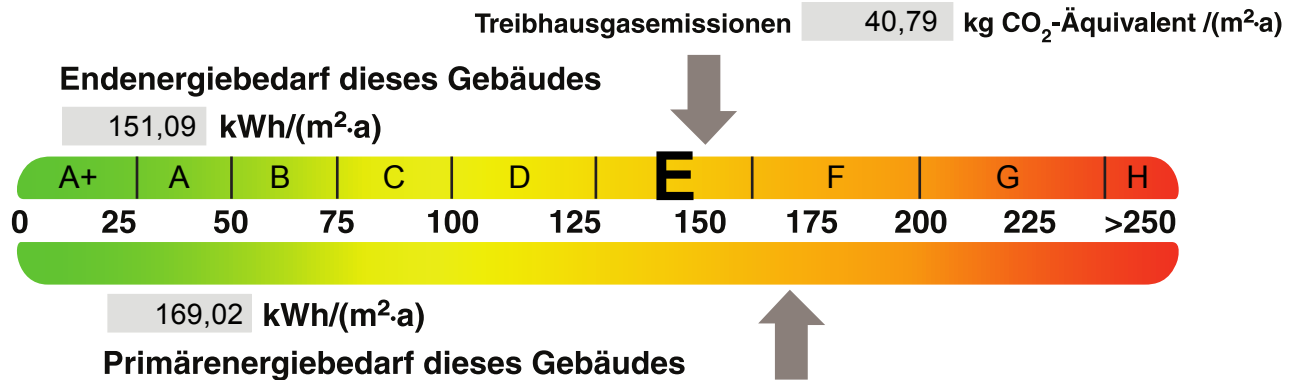 Treibhausgasemissionen 40,79 kg CO₂-Äquivalent /(m²·a)
Endenergiebedarf dieses Gebäudes
151,09 kWh/(m²·a)
A+ A B C D E F G H
0 25 50 75 100 125 150 175 200 225 >250
169,02 kWh/(m²·a)
Primärenergiebedarf dieses Gebäudes